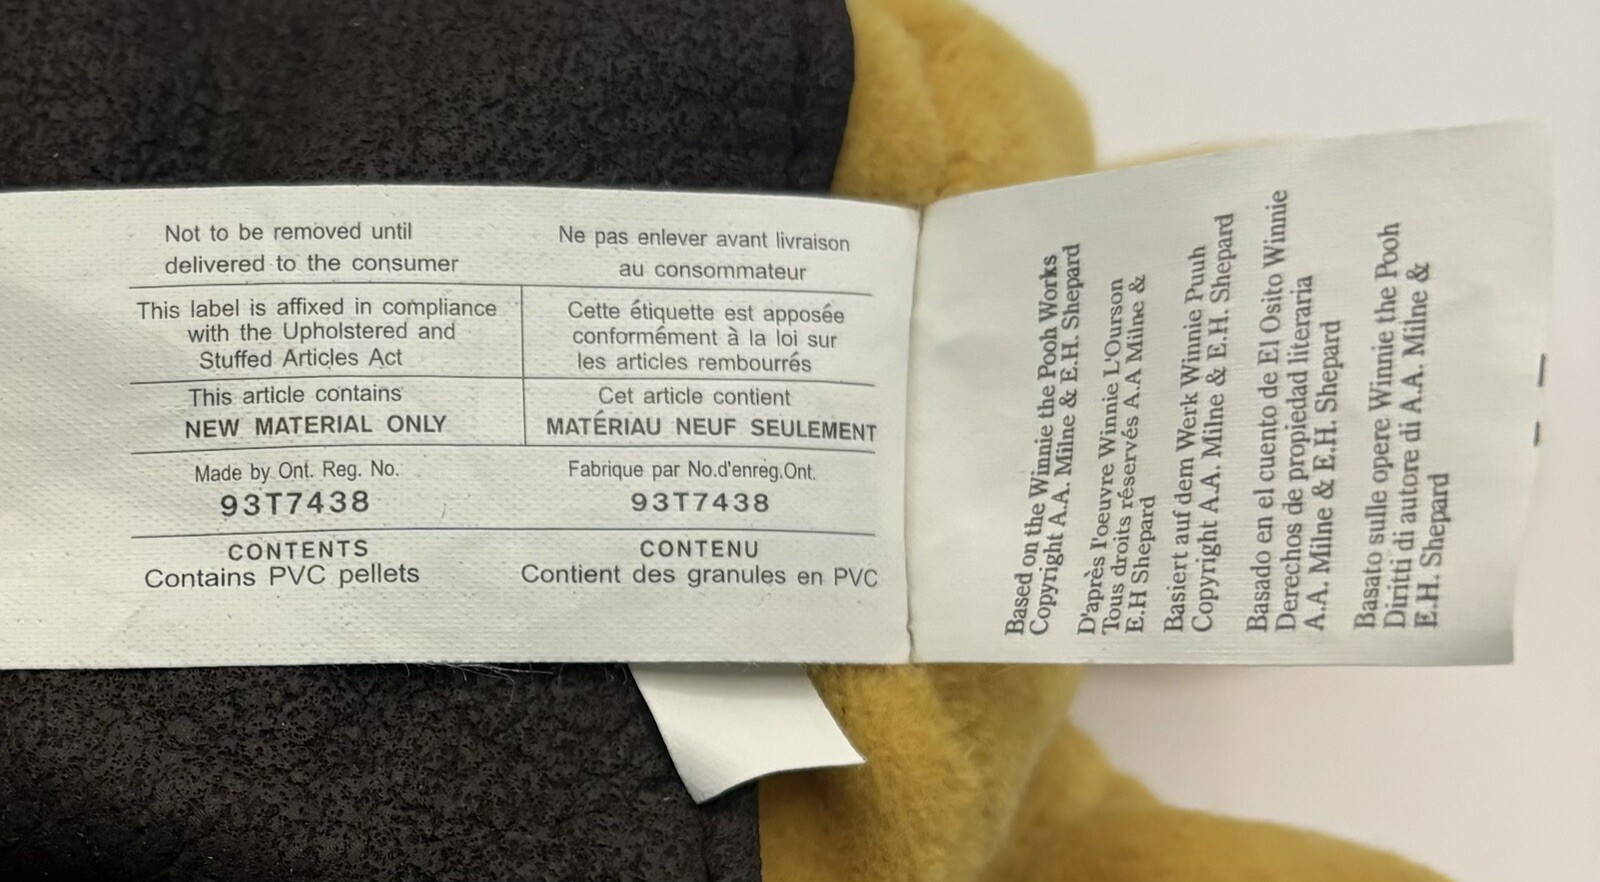 Not to be removed until
delivered to the consumer
Ne pas enlever avant livraison
au consommateur
This label is affixed in compliance
with the Upholstered and
Stuffed Articles Act
Cette étiquette est apposée
conformément à la loi sur
les articles rembourrés
This article contains
NEW MATERIAL ONLY
Cet article contient
MATÉRIAU NEUF SEULEMENT
Made by Ont. Reg. No.
93T7438
Fabrique par No.d'enreg.Ont.
93T7438
CONTENTS
Contains PVC pellets
CONTENU
Contient des granules en PVC
Based on the Winnie the Pooh Works
Copyright A.A. Milne & E.H. Shepard
D'après l'oeuvre Winnie L'Ourson
Tous droits réservés A.A Milne &
E.H Shepard
Basiert auf dem Werk Winnie Puuh
Copyright A.A. Milne & E.H. Shepard
Basado en el cuento de El Osito Winnie
Derechos de propiedad literaria
A.A. Milne & E.H. Shepard
Basato sulle opere Winnie the Pooh
Diritti di autore di A.A. Milne &
E.H. Shepard